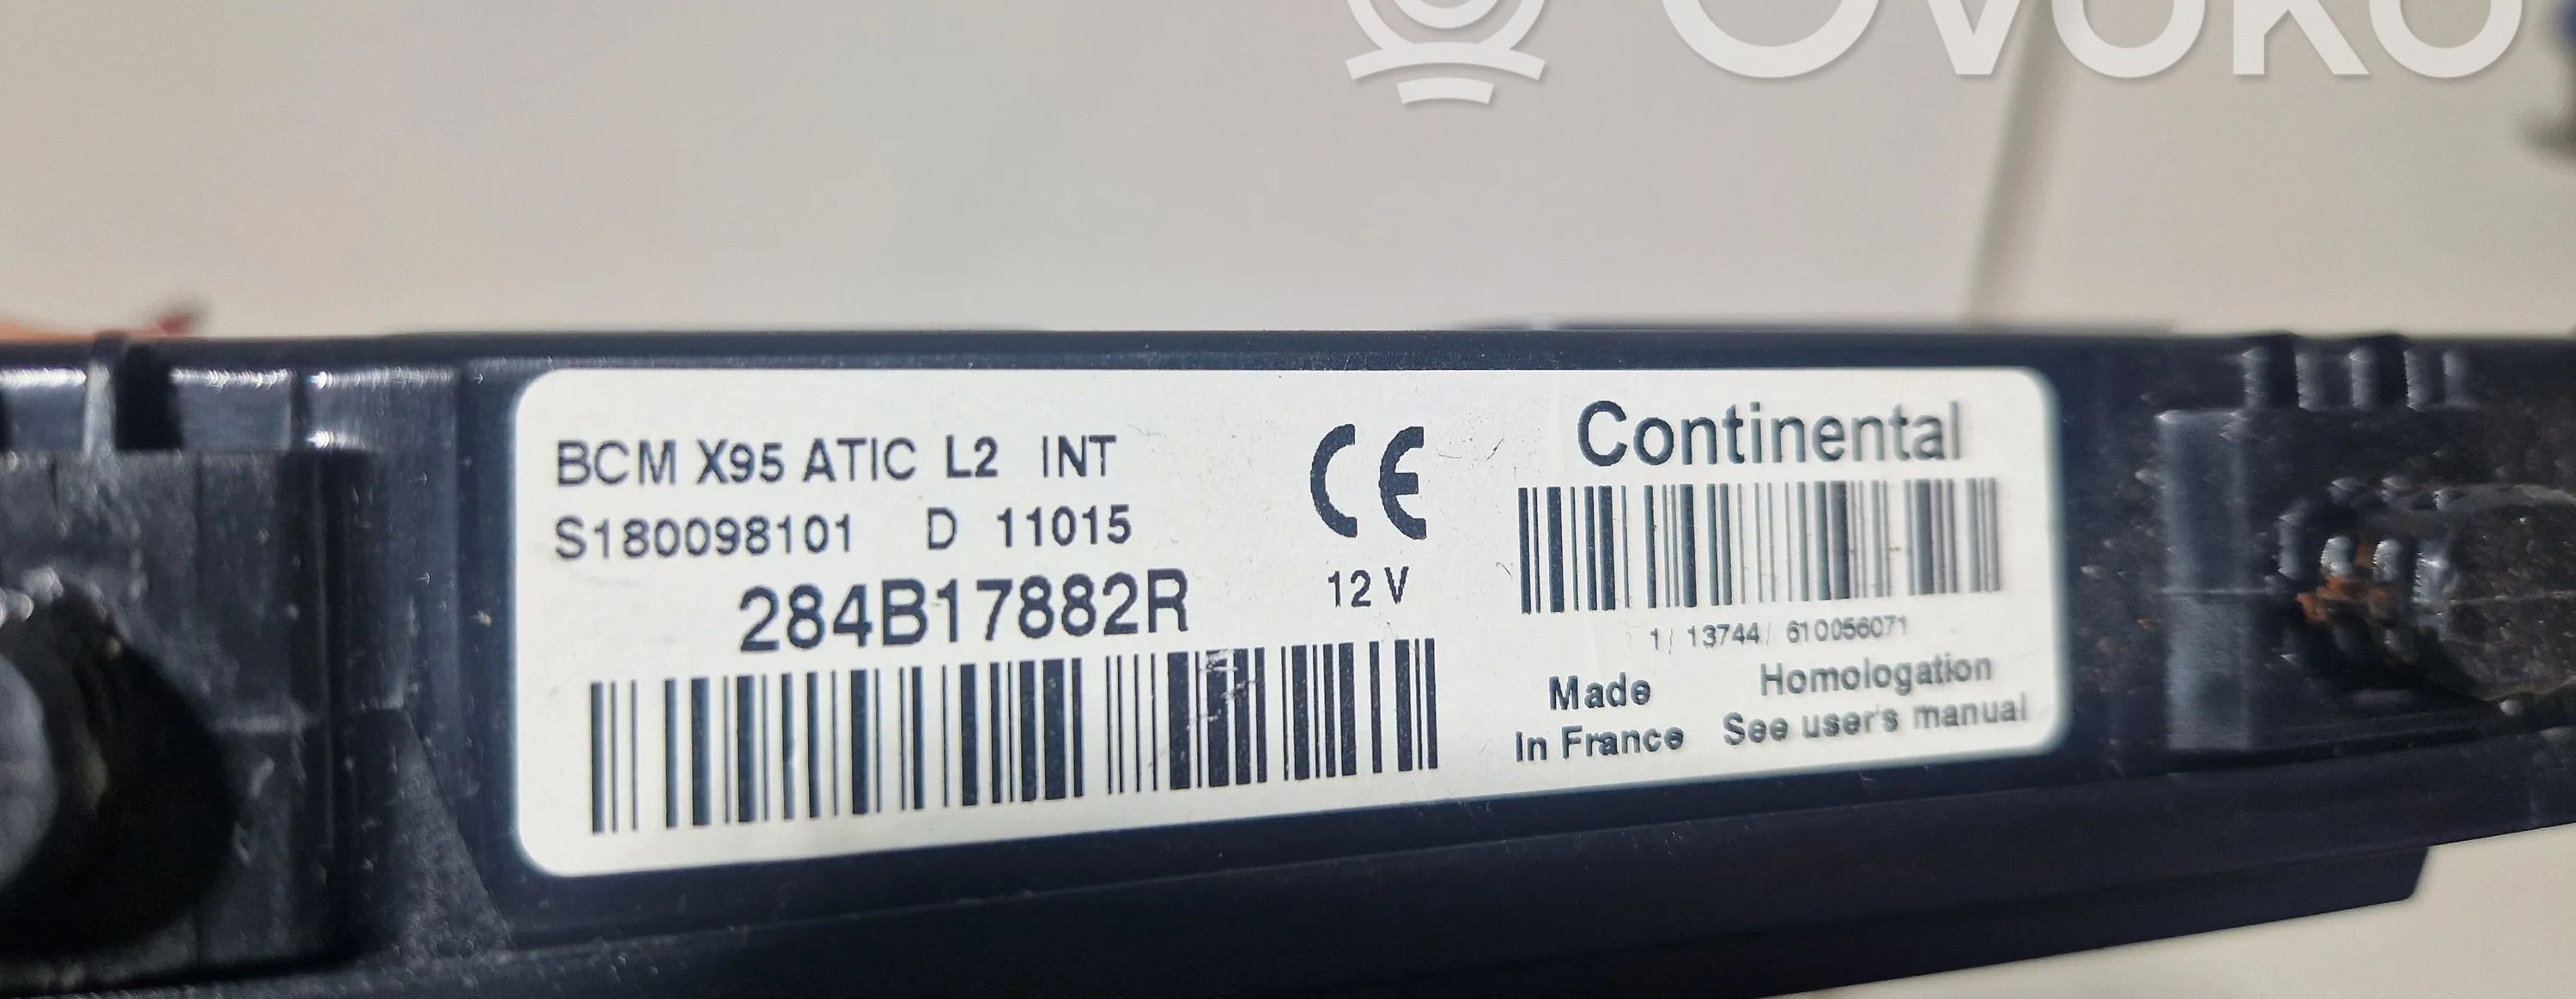 OVOKO
BCM X95 ATIC L2 INT
S180098101 D 11015
284B17882R
CE
12 V
Continental
1/ 13744/ 610056071
Made
In France
Homologation
See user's manual